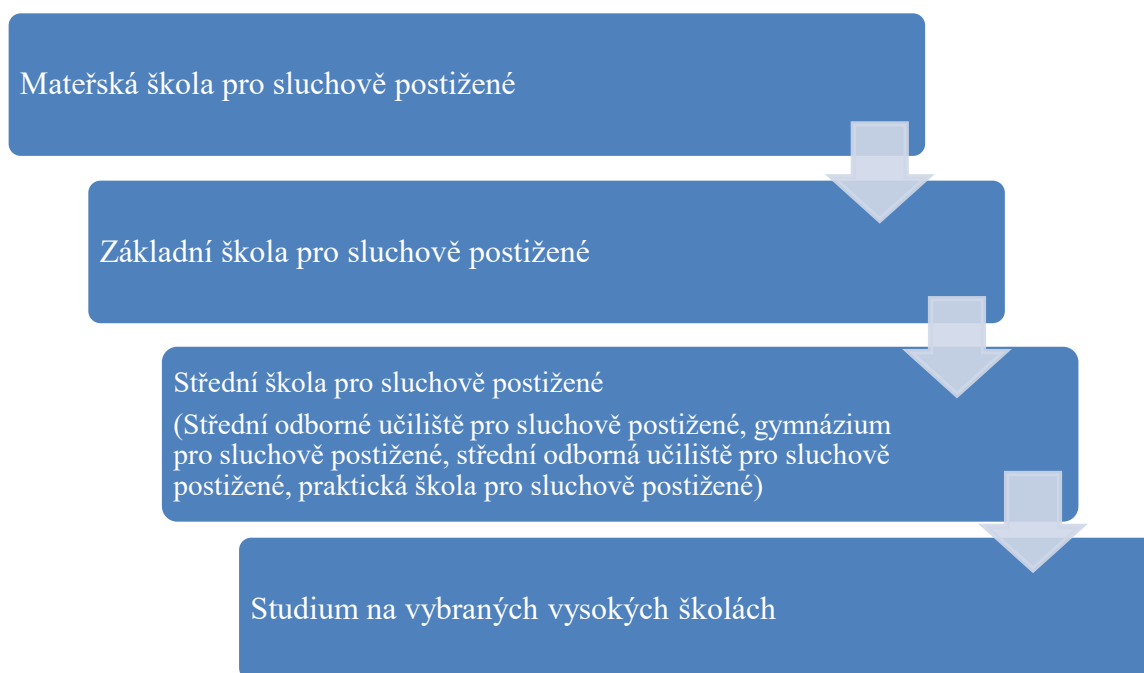 Mateřská škola pro sluchově postižené
Základní škola pro sluchově postižené
Střední škola pro sluchově postižené
(Střední odborné učiliště pro sluchově postižené, gymnázium
pro sluchově postižené, střední odborná učiliště pro sluchově
postižené, praktická škola pro sluchově postižené)
Studium na vybraných vysokých školách